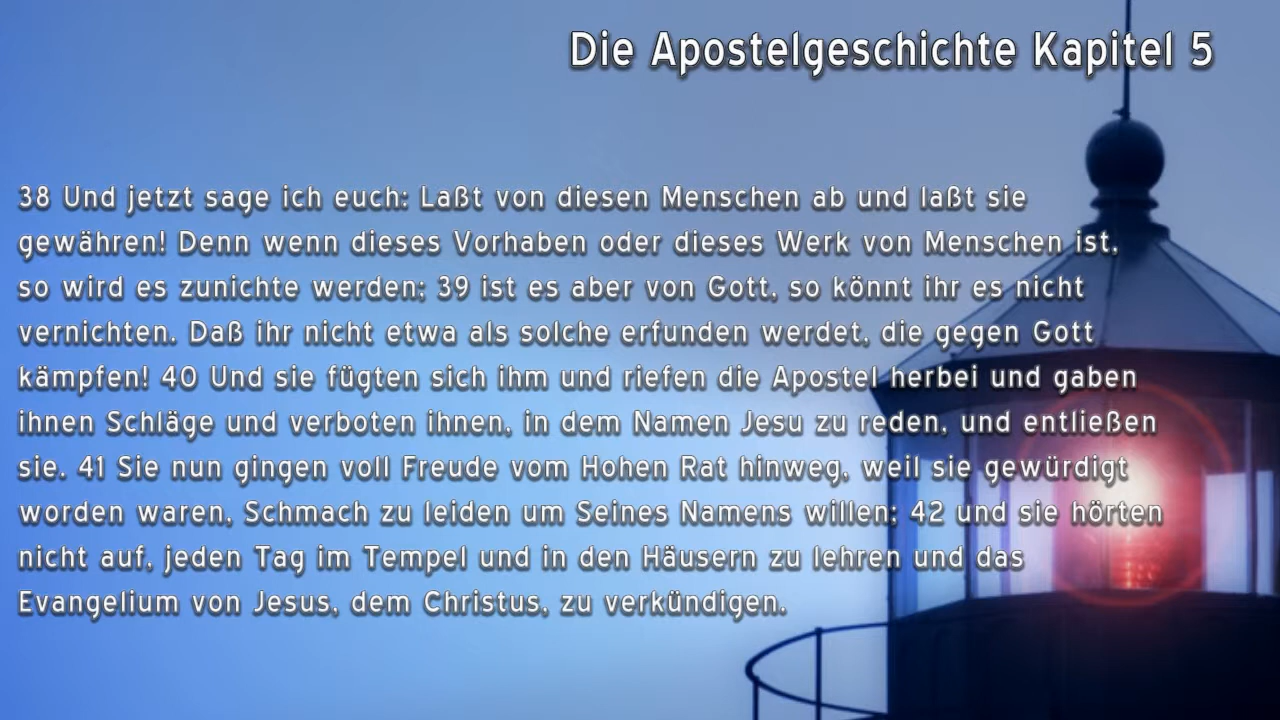 Die Apostelgeschichte Kapitel 5
38 Und jetzt sage ich euch: Laßt von diesen Menschen ab und laßt sie
gewähren! Denn wenn dieses Vorhaben oder dieses Werk von Menschen ist,
so wird es zunichte werden; 39 ist es aber von Gott, so könnt ihr es nicht
vernichten. Daß ihr nicht etwa als solche erfunden werdet, die gegen Gott
kämpfen! 40 Und sie fügten sich ihm und riefen die Apostel herbei und gaben
ihnen Schläge und verboten ihnen, in dem Namen Jesu zu reden, und entließen
sie. 41 Sie nun gingen voll Freude vom Hohen Rat hinweg, weil sie gewürdigt
worden waren, Schmach zu leiden um Seines Namens willen; 42 und sie hörten
nicht auf, jeden Tag im Tempel und in den Häusern zu lehren und das
Evangelium von Jesus, dem Christus, zu verkündigen.